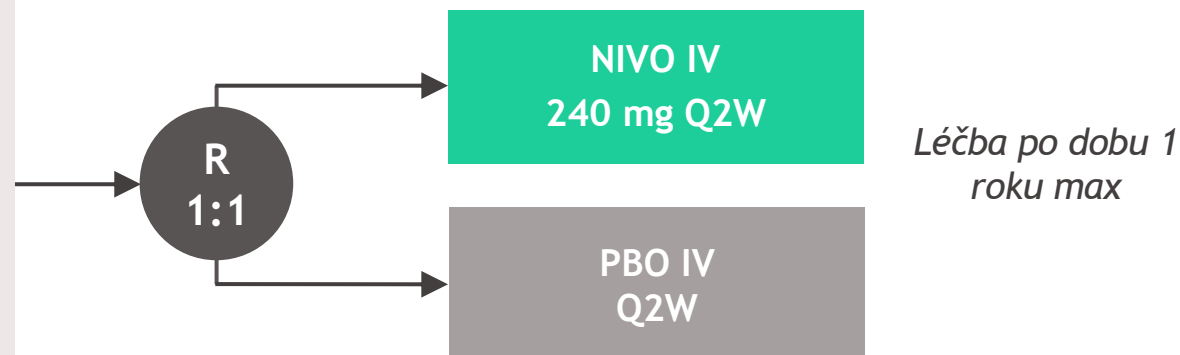 R
1:1
NIVO IV
240 mg Q2W
PBO IV
Q2W
Léčba po dobu 1
roku max